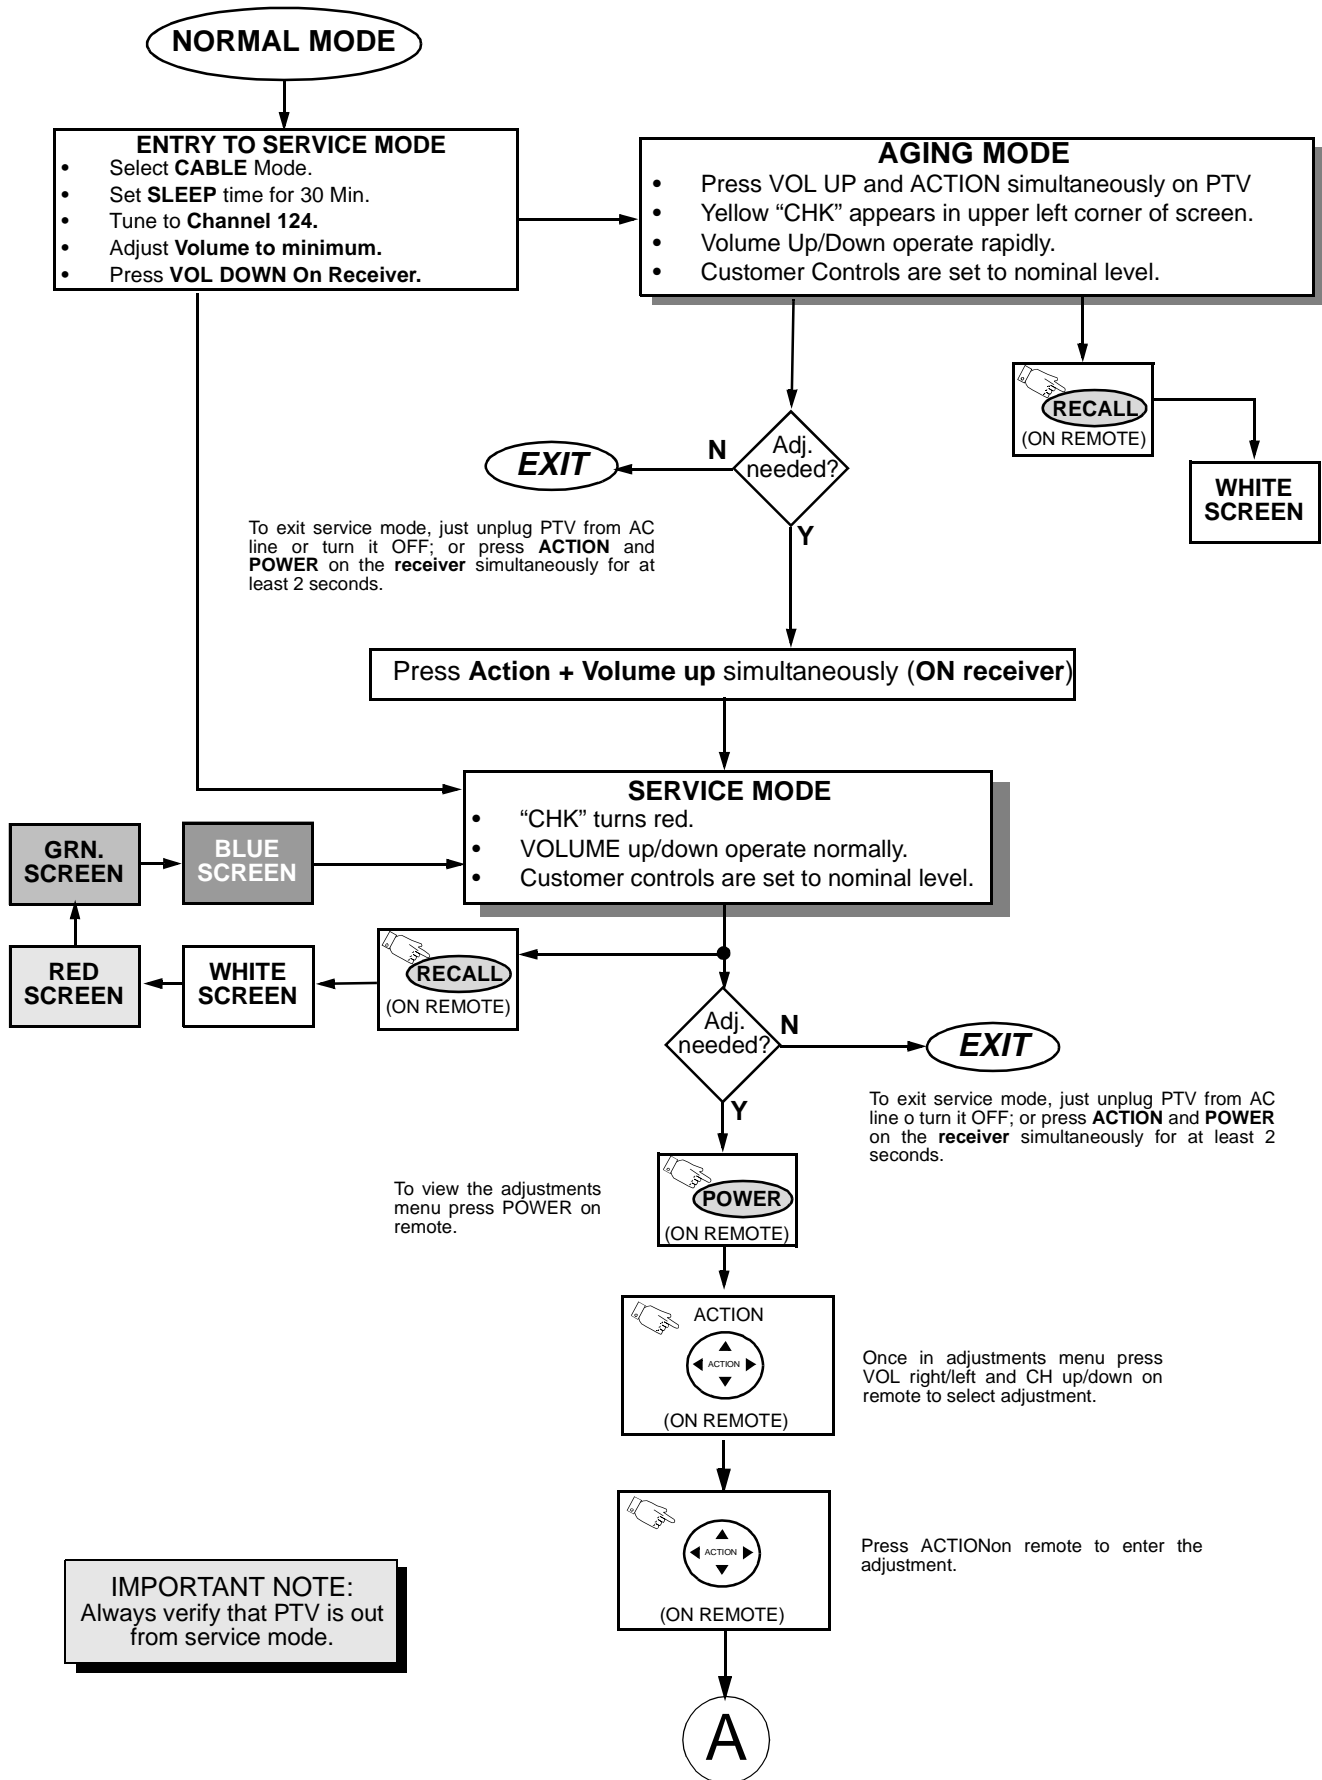 NORMAL MODE
ENTRY TO SERVICE MODE
• Select CABLE Mode.
• Set SLEEP time for 30 Min.
• Tune to Channel 124.
• Adjust Volume to minimum.
• Press VOL DOWN On Receiver.
AGING MODE
• Press VOL UP and ACTION simultaneously on PTV
• Yellow “CHK” appears in upper left corner of screen.
• Volume Up/Down operate rapidly.
• Customer Controls are set to nominal level.
RECALL
(ON REMOTE)
WHITE
SCREEN
Adj.
needed?
N
EXIT
Y
To exit service mode, just unplug PTV from AC
line or turn it OFF; or press ACTION and
POWER on the receiver simultaneously for at
least 2 seconds.
Press Action + Volume up simultaneously (ON receiver)
SERVICE MODE
• “CHK” turns red.
• VOLUME up/down operate normally.
• Customer controls are set to nominal level.
GRN.
SCREEN
BLUE
SCREEN
RED
SCREEN
WHITE
SCREEN
RECALL
(ON REMOTE)
Adj.
needed?
N
EXIT
Y
To exit service mode, just unplug PTV from AC
line o turn it OFF; or press ACTION and POWER
on the receiver simultaneously for at least 2
seconds.
To view the adjustments
menu press POWER on
remote.
POWER
(ON REMOTE)
ACTION
ACTION
(ON REMOTE)
Once in adjustments menu press
VOL right/left and CH up/down on
remote to select adjustment.
ACTION
(ON REMOTE)
Press ACTIONon remote to enter the
adjustment.
IMPORTANT NOTE:
Always verify that PTV is out
from service mode.
A